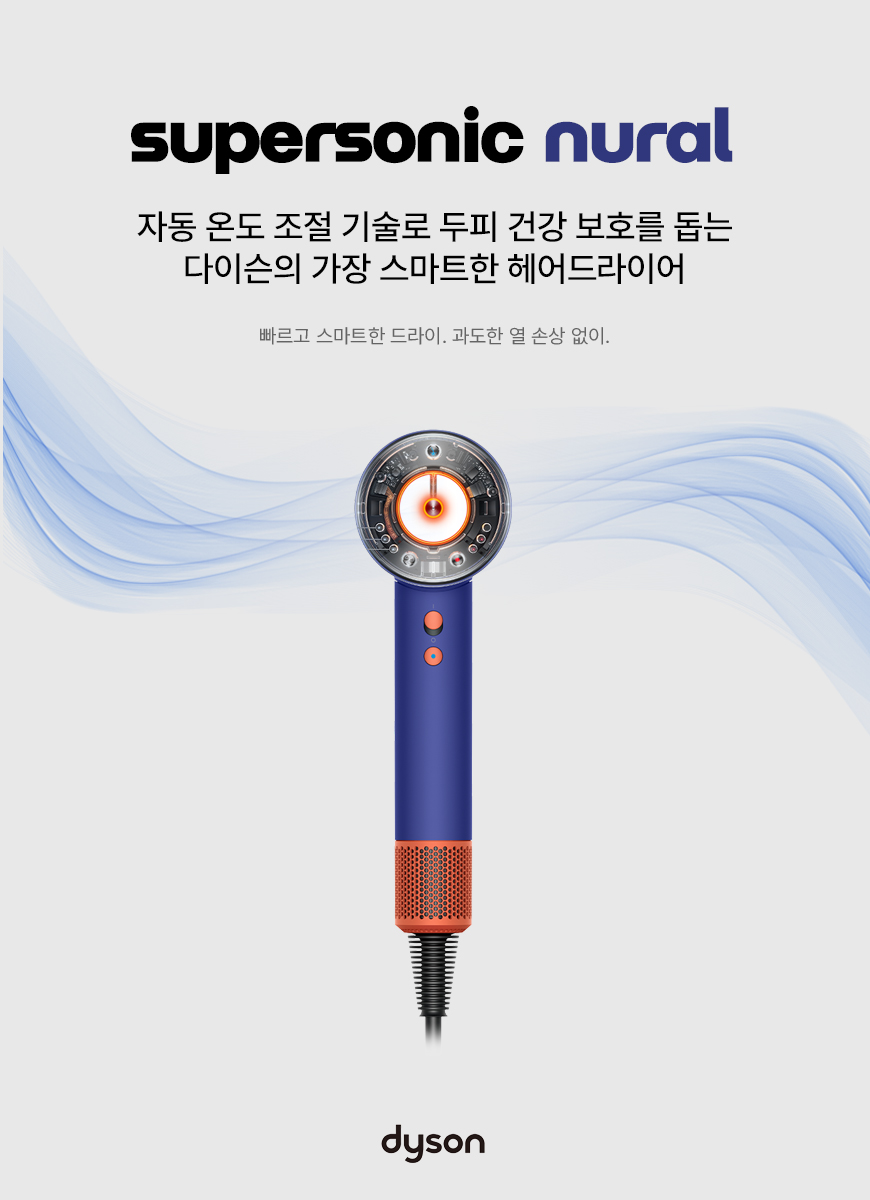 supersonic nural
자동 온도 조절 기술로 두피 건강 보호를 돕는
다이슨의 가장 스마트한 헤어드라이어
빠르고 스마트한 드라이. 과도한 열 손상 없이.
dyson